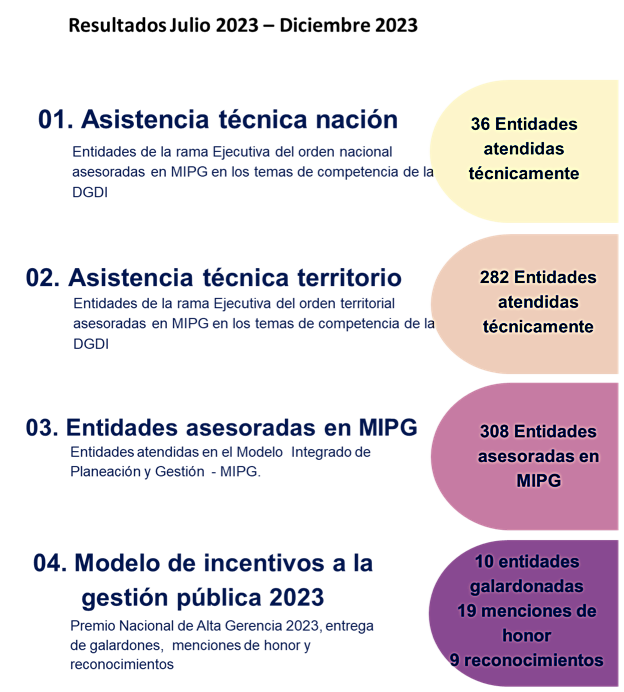 Resultados Julio 2023 – Diciembre 2023
01. Asistencia técnica nación
Entidades de la rama Ejecutiva del orden nacional
asesoradas en MIPG en los temas de competencia de la
DGDI
36 Entidades
atendidas
técnicamente
02. Asistencia técnica territorio
Entidades de la rama Ejecutiva del orden territorial
asesoradas en MIPG en los temas de competencia de la
DGDI
282 Entidades
atendidas
técnicamente
03. Entidades asesoradas en MIPG
Entidades atendidas en el Modelo Integrado de
Planeación y Gestión - MIPG.
308 Entidades
asesoradas en
MIPG
04. Modelo de incentivos a la
gestión pública 2023
Premio Nacional de Alta Gerencia 2023, entrega
de galardones, menciones de honor y
reconocimientos
10 entidades
galardonadas
19 menciones de
honor
9 reconocimientos